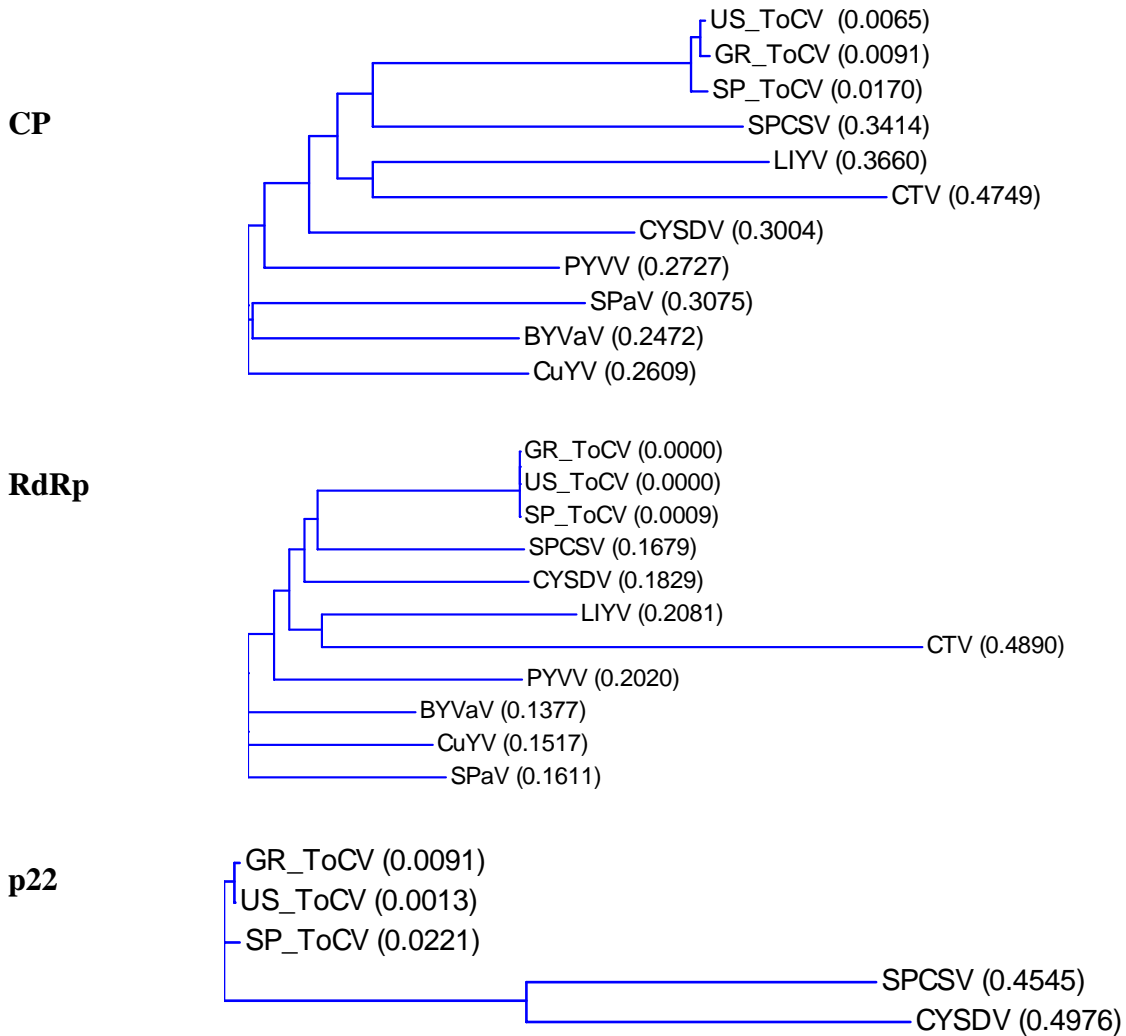 US_ToCV (0.0065)
GR_ToCV (0.0091)
SP_ToCV (0.0170)
CP
SPCSV (0.3414)
LIYV (0.3660)
CTV (0.4749)
CYSDV (0.3004)
PYVV (0.2727)
SPaV (0.3075)
BYVaV (0.2472)
CuYV (0.2609)
GR_ToCV (0.0000)
RdRp
US_ToCV (0.0000)
SP_ToCV (0.0009)
SPCSV (0.1679)
CYSDV (0.1829)
LIYV (0.2081)
CTV (0.4890)
PYVV (0.2020)
BYVaV (0.1377)
CuYV (0.1517)
SPaV (0.1611)
GR_ToCV (0.0091)
p22
US_ToCV (0.0013)
SP_ToCV (0.0221)
SPCSV (0.4545)
CYSDV (0.4976)